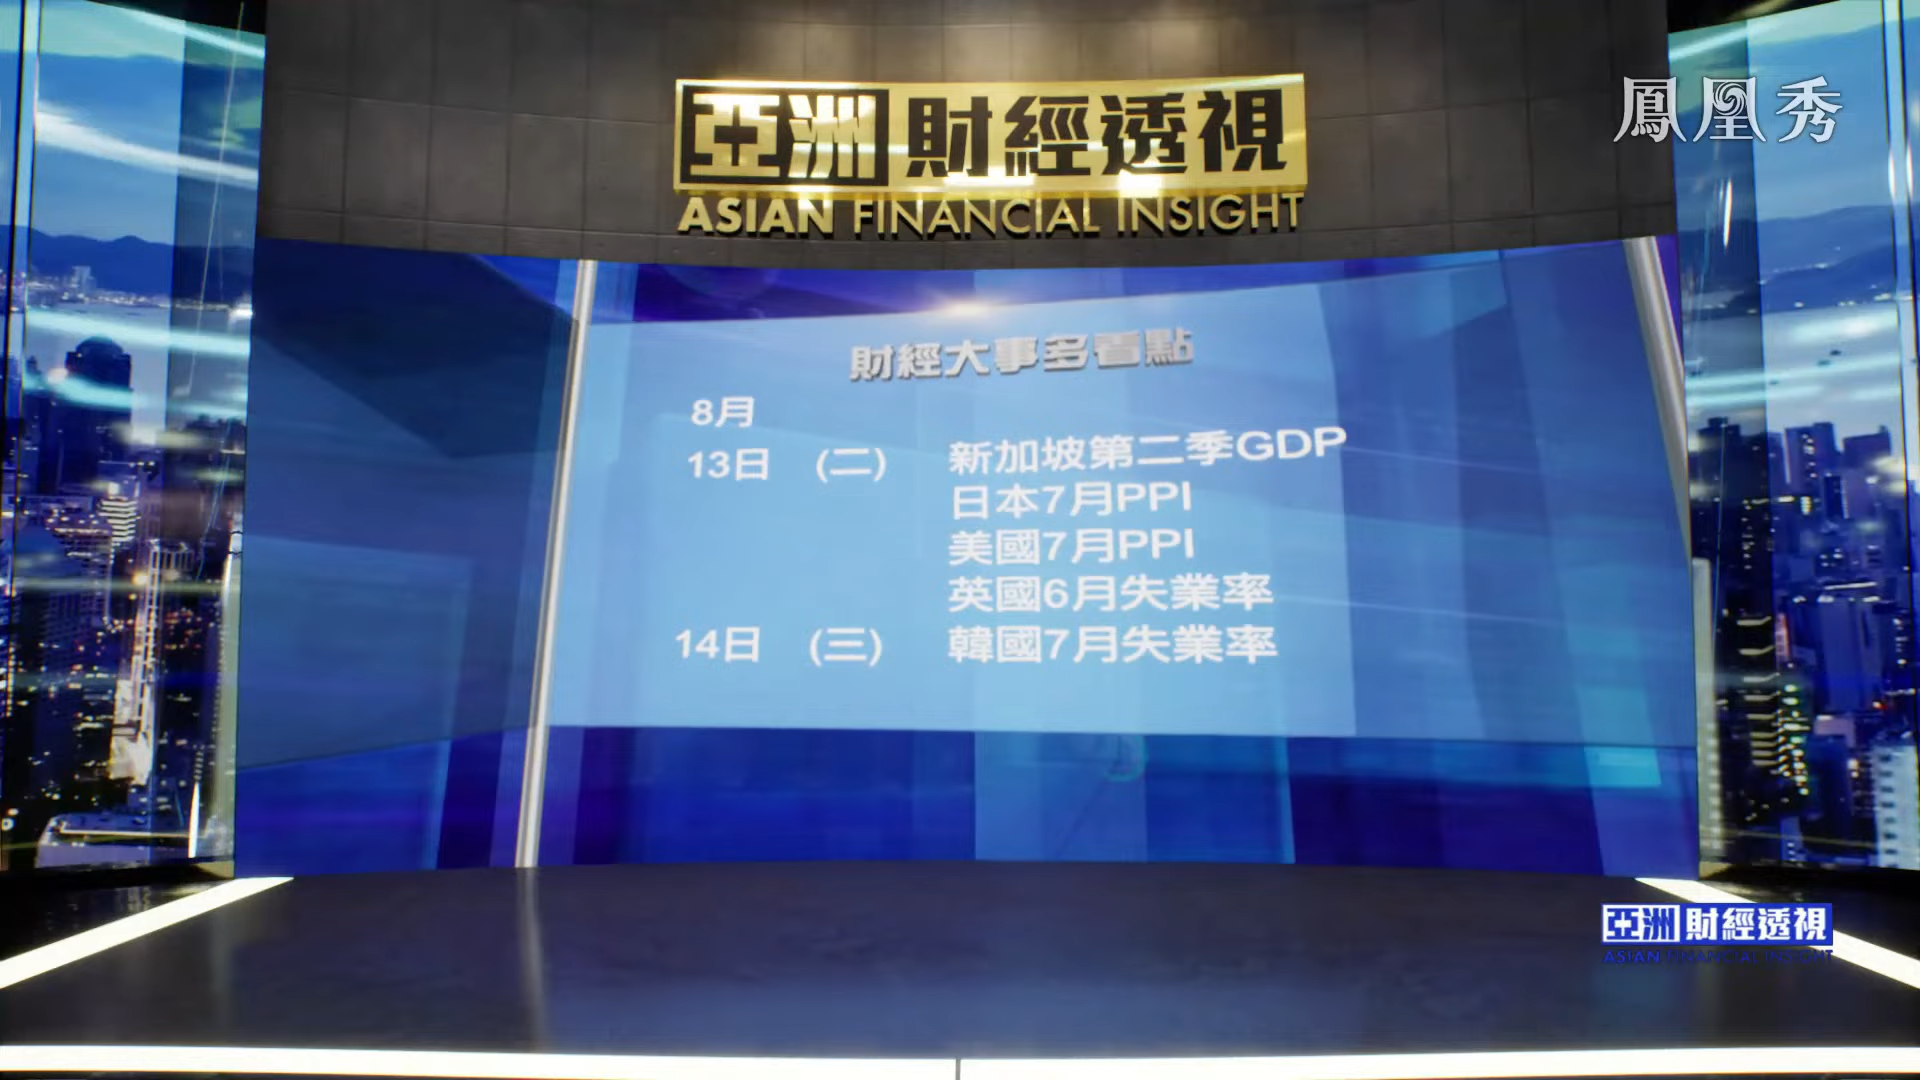 亞洲財經透視
ASIAN FINANCIAL INSIGHT
鳳凰秀
財經大事多看點
8月
13日 (二) 新加坡第二季GDP
日本7月PPI
美國7月PPI
英國6月失業率
14日 (三) 韓國7月失業率
亞洲財經透視
ASIAN FINANCIAL INSIGHT